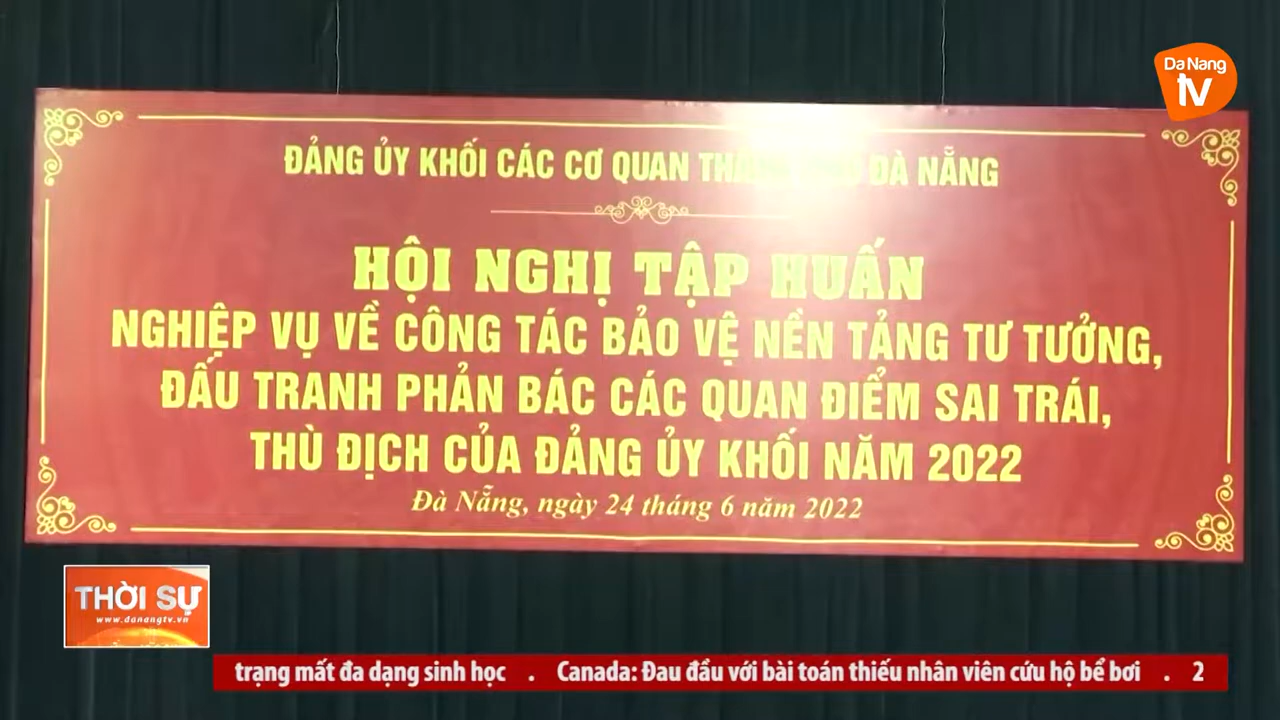 Da Nang
tv
ĐẢNG ỦY KHỐI CÁC CƠ QUAN THÀNH PHỐ ĐÀ NẴNG
HỘI NGHỊ TẬP HUẤN
NGHIỆP VỤ VỀ CÔNG TÁC BẢO VỆ NỀN TẢNG TƯ TƯỞNG,
ĐẤU TRANH PHẢN BÁC CÁC QUAN ĐIỂM SAI TRÁI,
THÙ ĐỊCH CỦA ĐẢNG ỦY KHỐI NĂM 2022
Đà Nẵng, ngày 24 tháng 6 năm 2022
THỜI SỰ
www.danangtv.vn
trạng mất đa dạng sinh học . Canada: Đau đầu với bài toán thiếu nhân viên cứu hộ bể bơi . 2